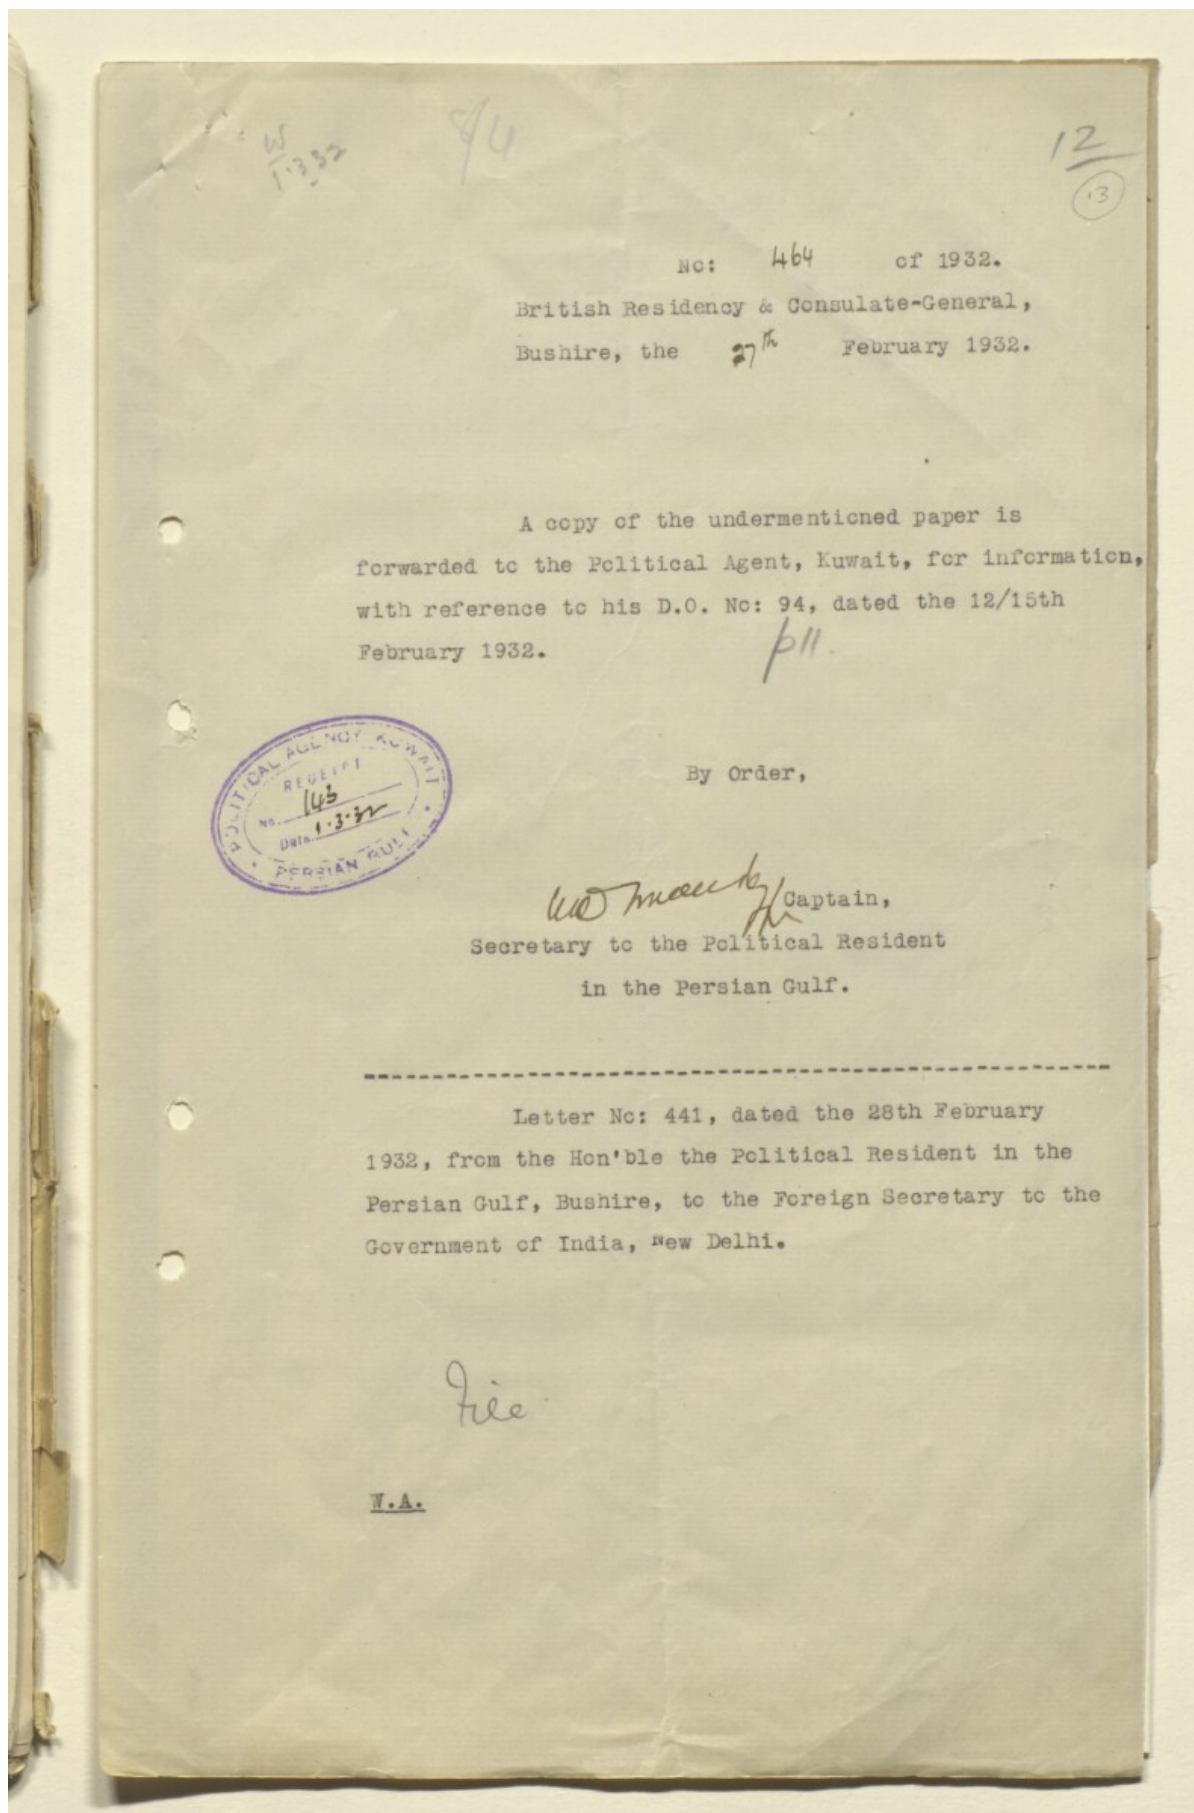 1.3.32
12
13
No: 464 of 1932.
British Residency & Consulate-General,
Bushire, the 27th February 1932.
A copy of the undermentioned paper is
forwarded to the Political Agent, Kuwait, for information,
with reference to his D.O. No: 94, dated the 12/15th
February 1932.
p11.
POLITICAL AGENCY KUWAIT
RECEIPT
No. 143
Date 1.3.32
PERSIAN GULF
By Order,
Captain,
Secretary to the Political Resident
in the Persian Gulf.
Letter No: 441, dated the 28th February
1932, from the Hon'ble the Political Resident in the
Persian Gulf, Bushire, to the Foreign Secretary to the
Government of India, New Delhi.
File
W.A.